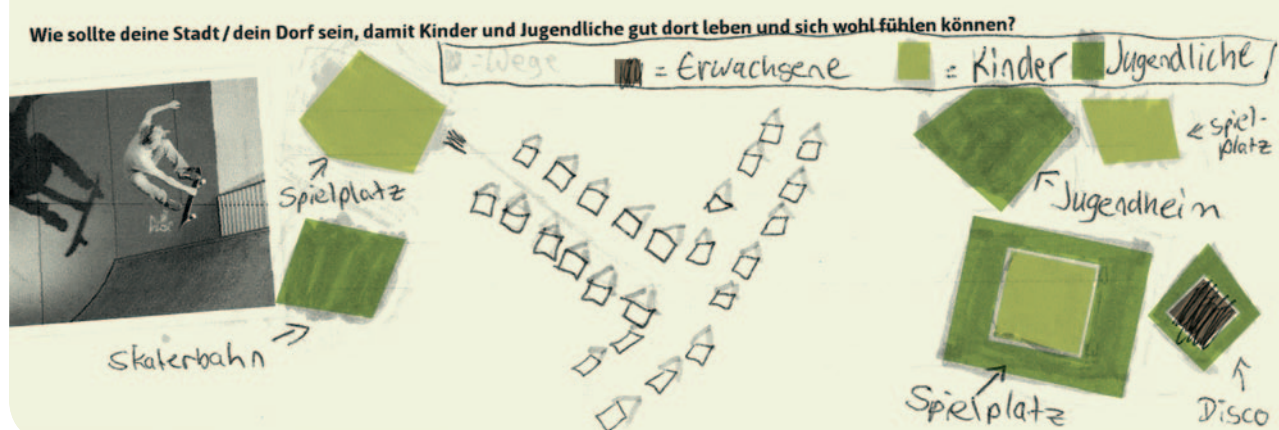 Wie sollte deine Stadt / dein Dorf sein, damit Kinder und Jugendliche gut dort leben und sich wohl fühlen können?
= Wege = Erwachsene = Kinder Jugendliche
Spielplatz
Skaterbahn
Spiel-
platz
Jugendheim
Spielplatz
Disco